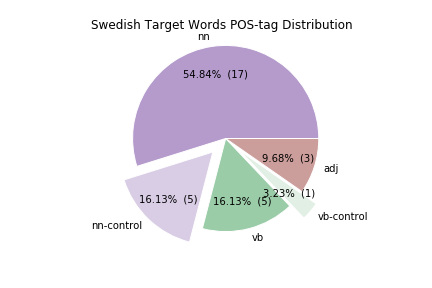 Swedish Target Words POS-tag Distribution
nn
54.84% (17)
9.68% (3)
adj
3.23% (1)
16.13% (5)
16.13% (5)
vb-control
nn-control
vb